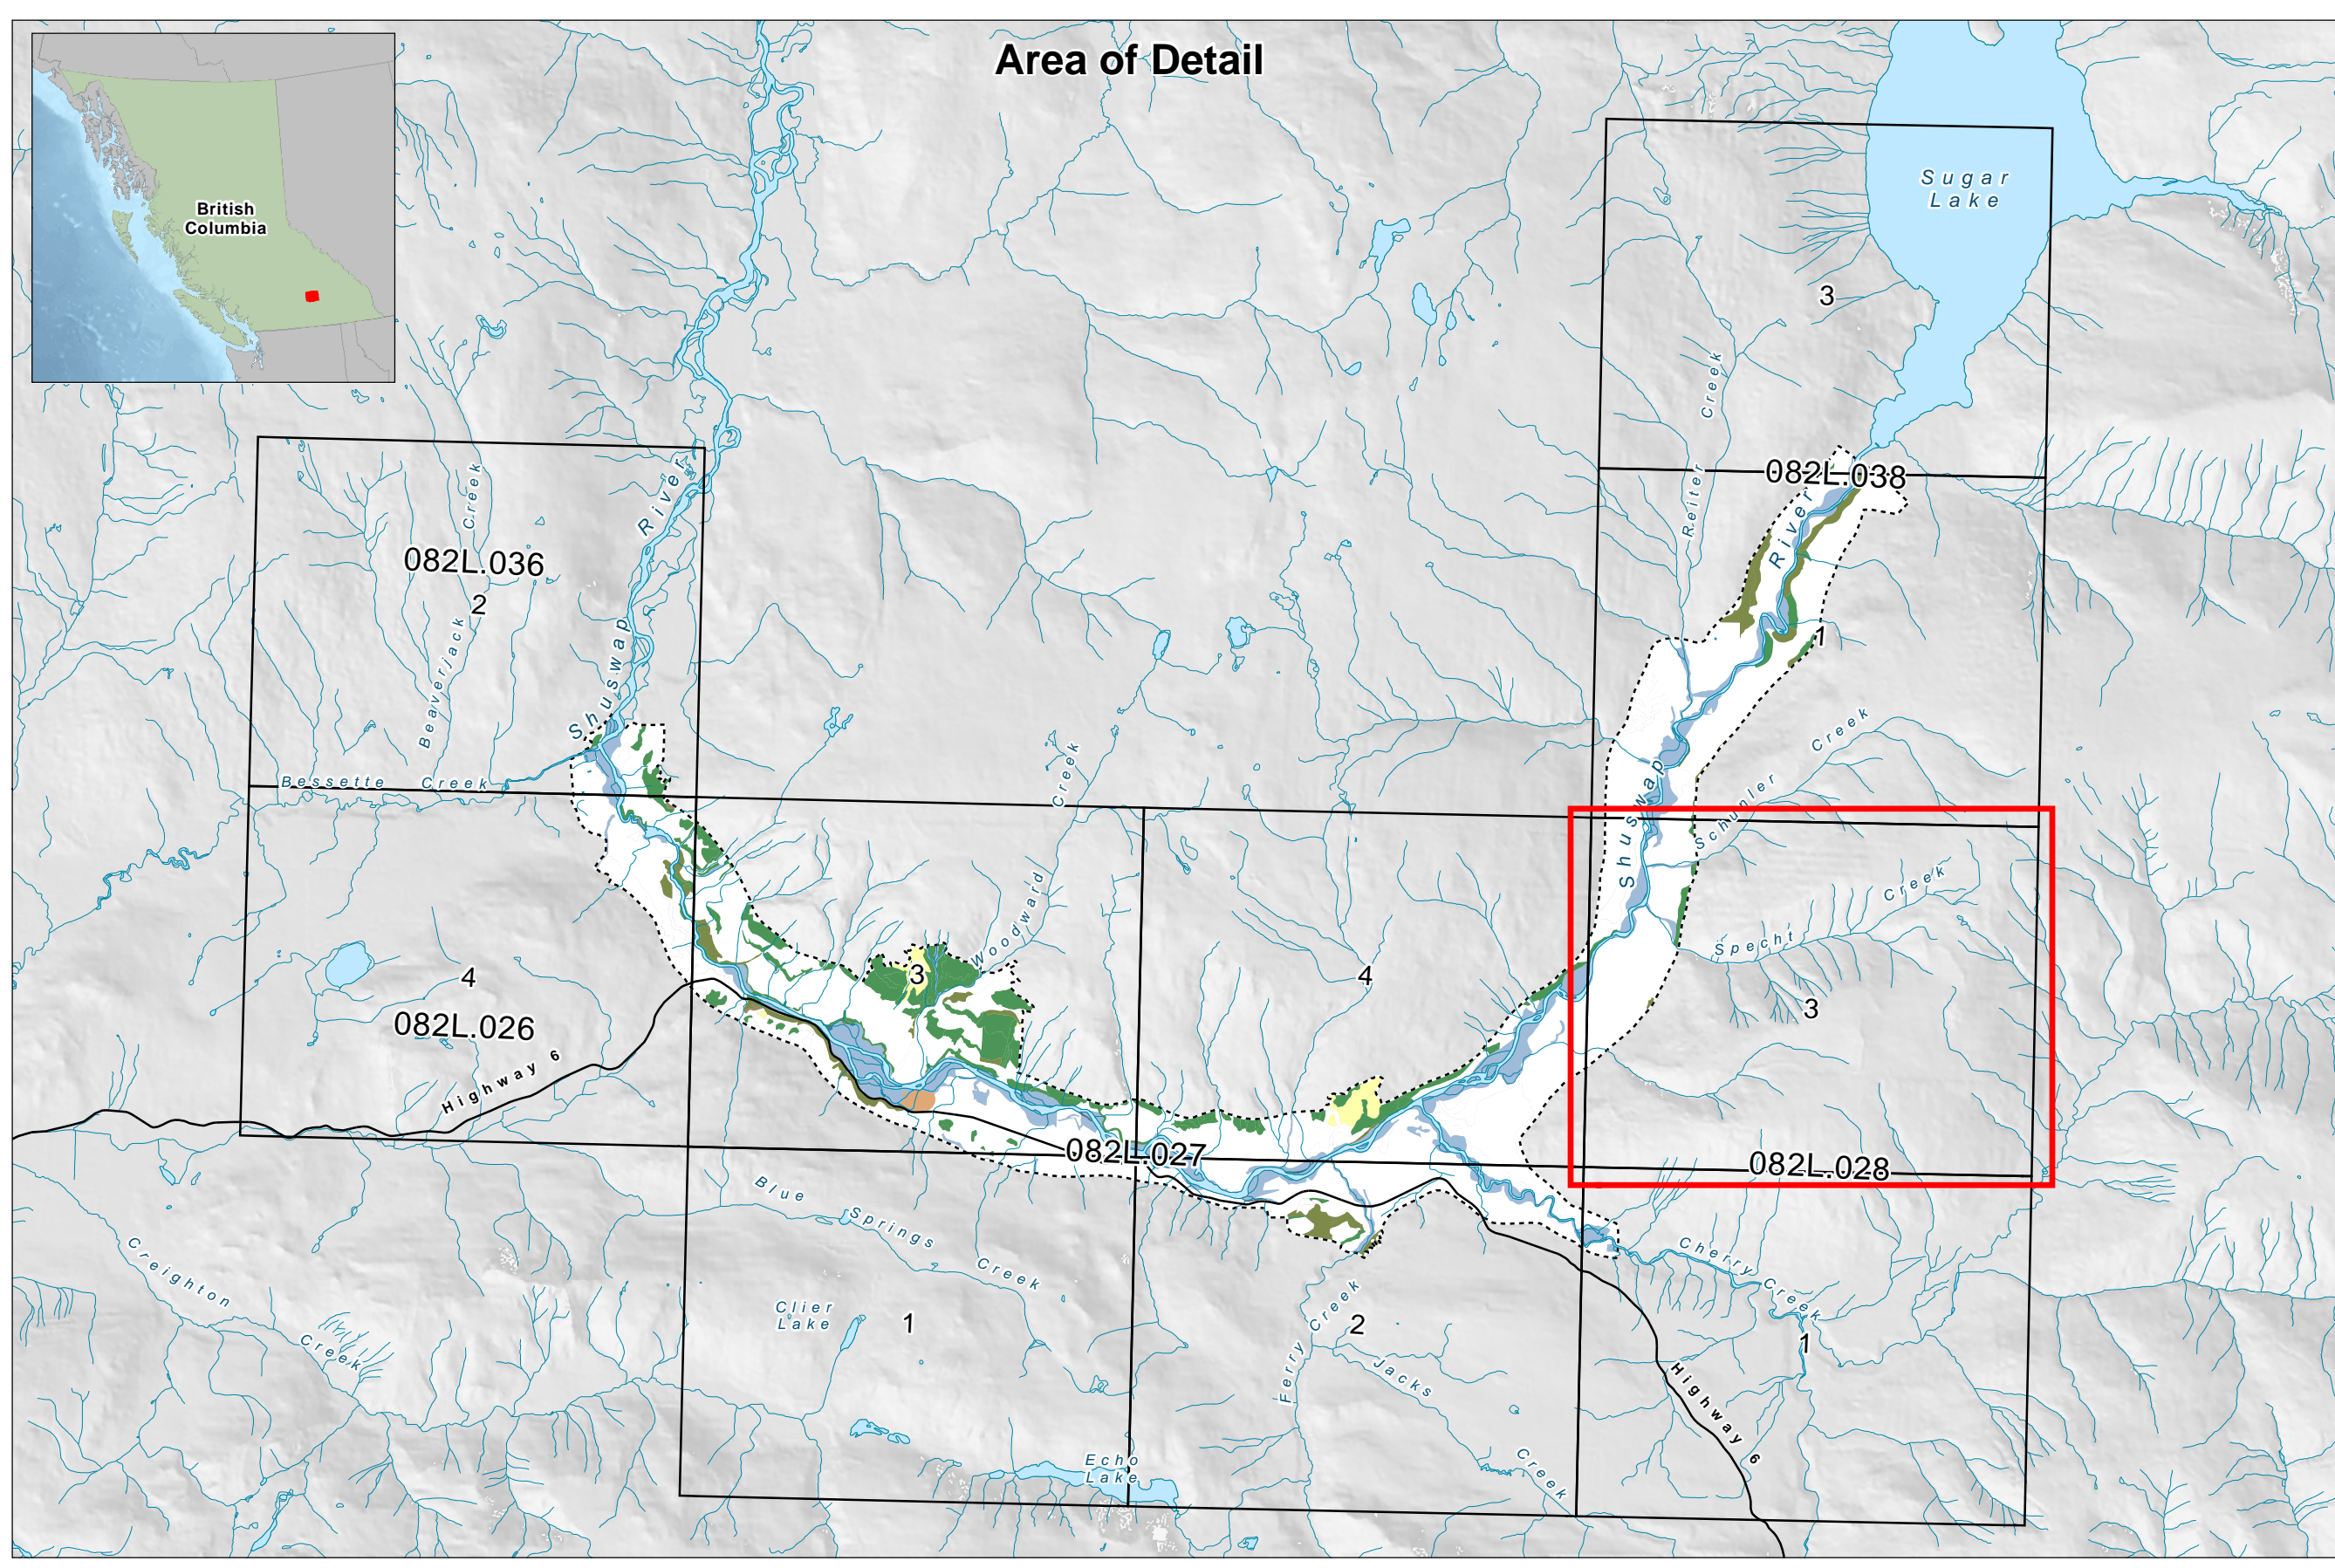 Area of Detail
British
Columbia
Sugar
Lake
3
Reiter Creek
082L.038
River
1
Shuswap
Schunler Creek
Specht Creek
3
082L.028
Beaverjack Creek
082L.036
2
Shuswap River
Bessette Creek
4
082L.026
Highway 6
Woodward Creek
3
4
082L.027
Blue Springs Creek
Creighton Creek
Clier
Lake
1
Ferry Creek
2
Jacks Creek
Echo
Lake
Cherry Creek
1
Highway 6